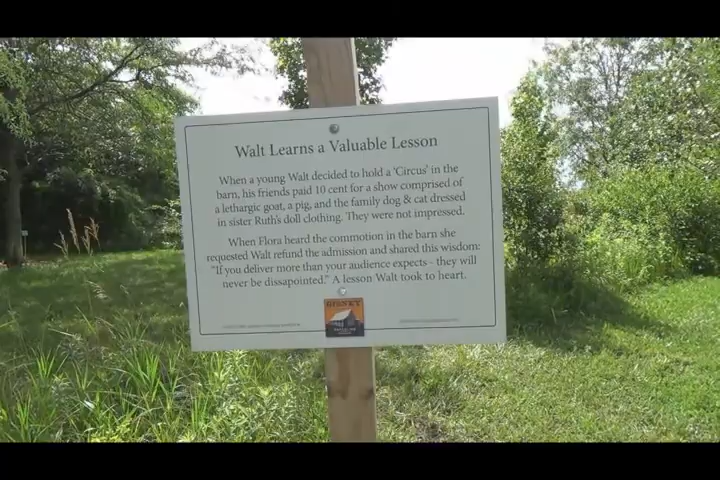 Walt Learns a Valuable Lesson
When a young Walt decided to hold a 'Circus' in the
barn, his friends paid 10 cent for a show comprised of
a lethargic goat, a pig, and the family dog & cat dressed
in sister Ruth's doll clothing. They were not impressed.
When Flora heard the commotion in the barn she
requested Walt refund the admission and shared this wisdom:
"If you deliver more than your audience expects - they will
never be dissapointed." A lesson Walt took to heart.
DISNEY